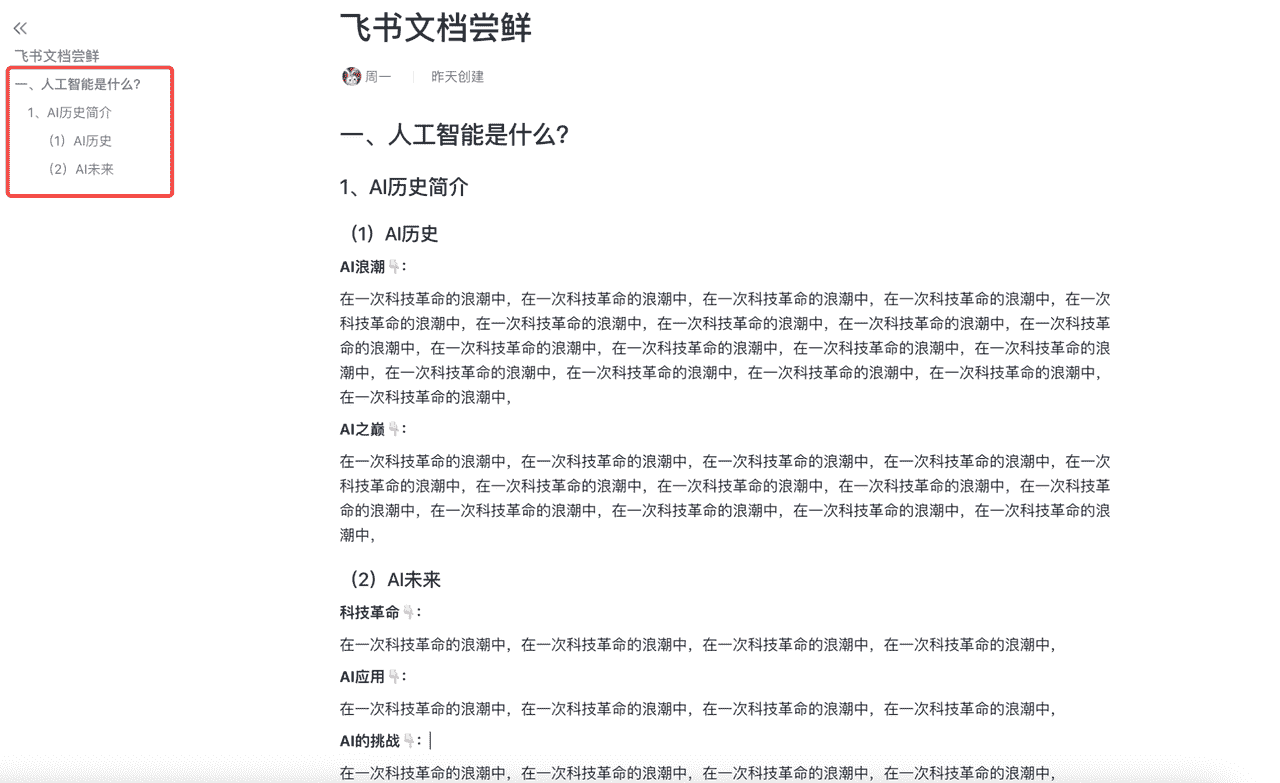 飞书文档尝鲜
一、人工智能是什么?
1、AI历史简介
（1）AI历史
（2）AI未来
飞书文档尝鲜
周一
昨天创建
一、人工智能是什么?
1、AI历史简介
（1）AI历史
AI浪潮👇：
在一次科技革命的浪潮中，在一次科技革命的浪潮中，在一次科技革命的浪潮中，在一次科技革命的浪潮中，在一次
科技革命的浪潮中，在一次科技革命的浪潮中，在一次科技革命的浪潮中，在一次科技革命的浪潮中，在一次科技革
命的浪潮中，在一次科技革命的浪潮中，在一次科技革命的浪潮中，在一次科技革命的浪潮中，在一次科技革命的浪
潮中，在一次科技革命的浪潮中，在一次科技革命的浪潮中，在一次科技革命的浪潮中，在一次科技革命的浪潮中，
在一次科技革命的浪潮中，
AI之巅👇：
在一次科技革命的浪潮中，在一次科技革命的浪潮中，在一次科技革命的浪潮中，在一次科技革命的浪潮中，在一次
科技革命的浪潮中，在一次科技革命的浪潮中，在一次科技革命的浪潮中，在一次科技革命的浪潮中，在一次科技革
命的浪潮中，在一次科技革命的浪潮中，在一次科技革命的浪潮中，在一次科技革命的浪潮中，在一次科技革命的浪
潮中，
（2）AI未来
科技革命👇：
在一次科技革命的浪潮中，在一次科技革命的浪潮中，在一次科技革命的浪潮中，在一次科技革命的浪潮中，
AI应用👇：
在一次科技革命的浪潮中，在一次科技革命的浪潮中，在一次科技革命的浪潮中，在一次科技革命的浪潮中，
AI的挑战👇：
在一次科技革命的浪潮中，在一次科技革命的浪潮中，在一次科技革命的浪潮中，在一次科技革命的浪潮中，